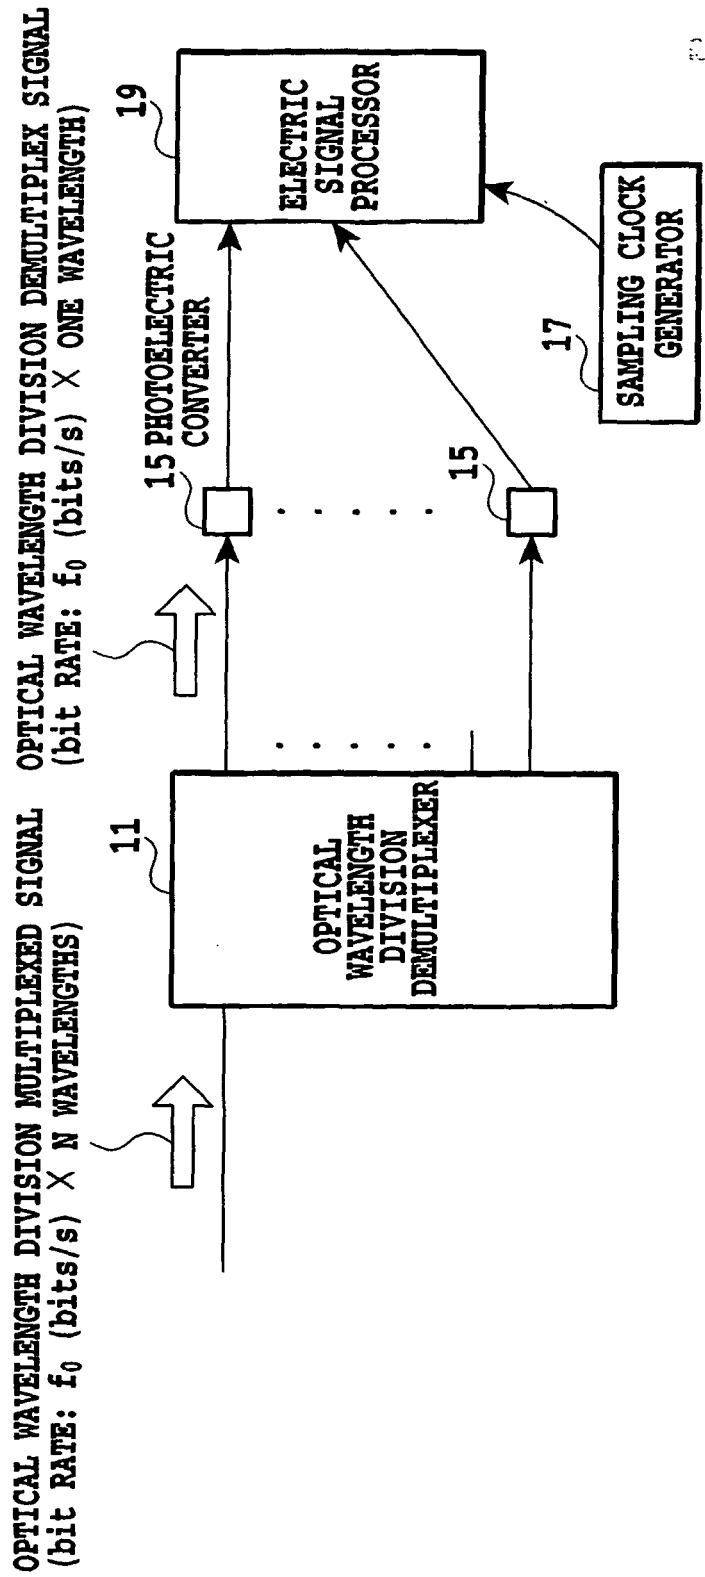 OPTICAL WAVELENGTH DIVISION MULTIPLEXED SIGNAL
(bit RATE: f0 (bits/s) X N WAVELENGTHS)
OPTICAL WAVELENGTH DIVISION DEMULTIPLEX SIGNAL
(bit RATE: f0 (bits/s) X ONE WAVELENGTH)
11
OPTICAL
WAVELENGTH
DIVISION
DEMULTIPLEXER
15 PHOTOELECTRIC
CONVERTER
15
19
ELECTRIC
SIGNAL
PROCESSOR
17
SAMPLING CLOCK
GENERATOR